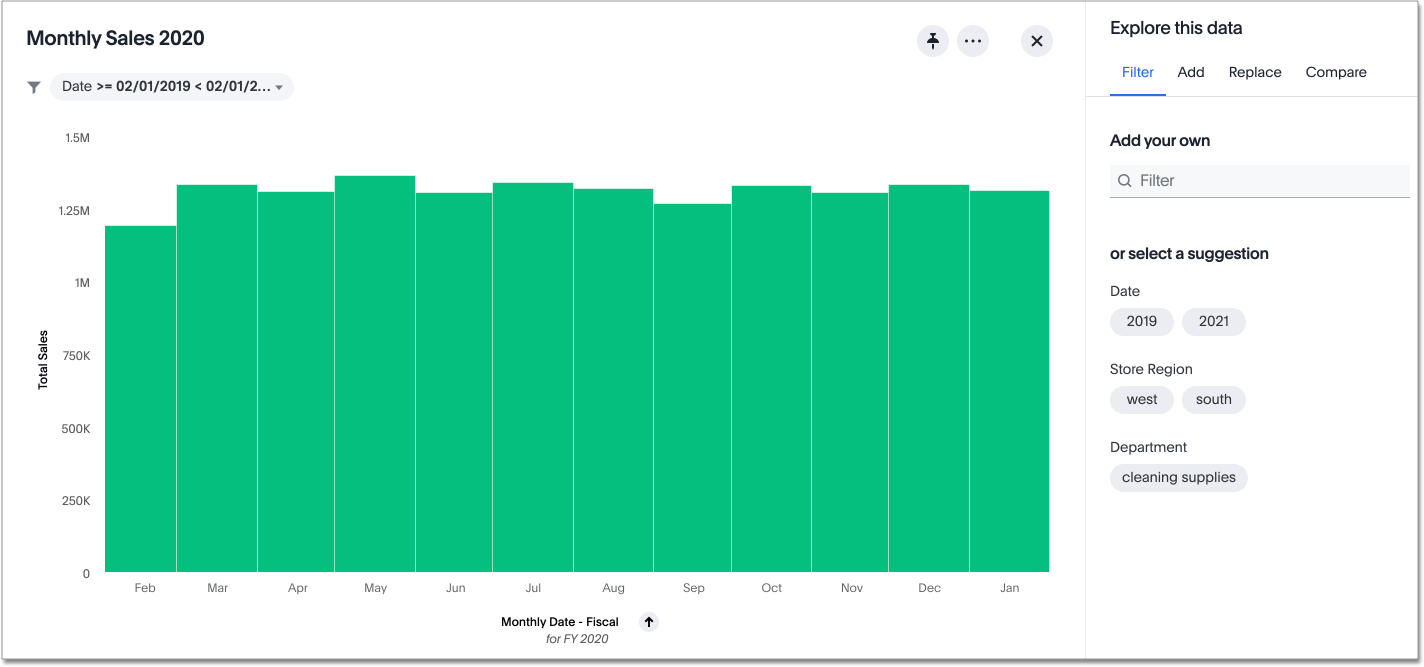 Monthly Sales 2020
Date >= 02/01/2019 < 02/01/2...
1.5M
1.25M
1M
750K
500K
250K
0
Total Sales
Feb Mar Apr May Jun Jul Aug Sep Oct Nov Dec Jan
Monthly Date - Fiscal
for FY 2020
Explore this data
Filter Add Replace Compare
Add your own
Filter
or select a suggestion
Date
2019 2021
Store Region
west south
Department
cleaning supplies